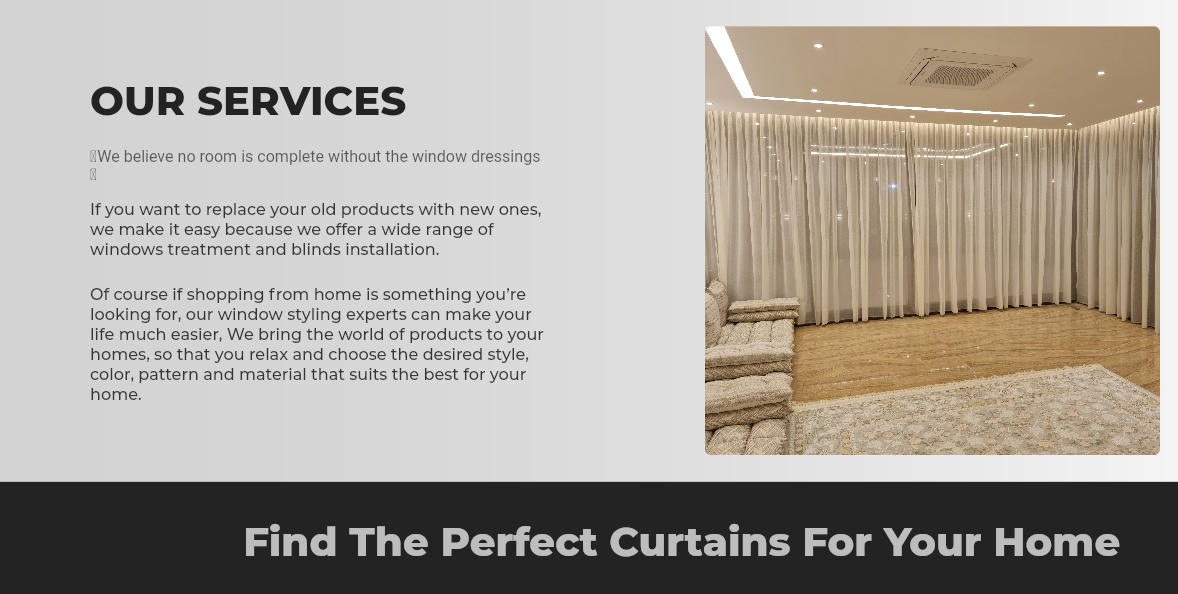 OUR SERVICES
We believe no room is complete without the window dressings
If you want to replace your old products with new ones,
we make it easy because we offer a wide range of
windows treatment and blinds installation.
Of course if shopping from home is something you’re
looking for, our window styling experts can make your
life much easier, We bring the world of products to your
homes, so that you relax and choose the desired style,
color, pattern and material that suits the best for your
home.
Find The Perfect Curtains For Your Home